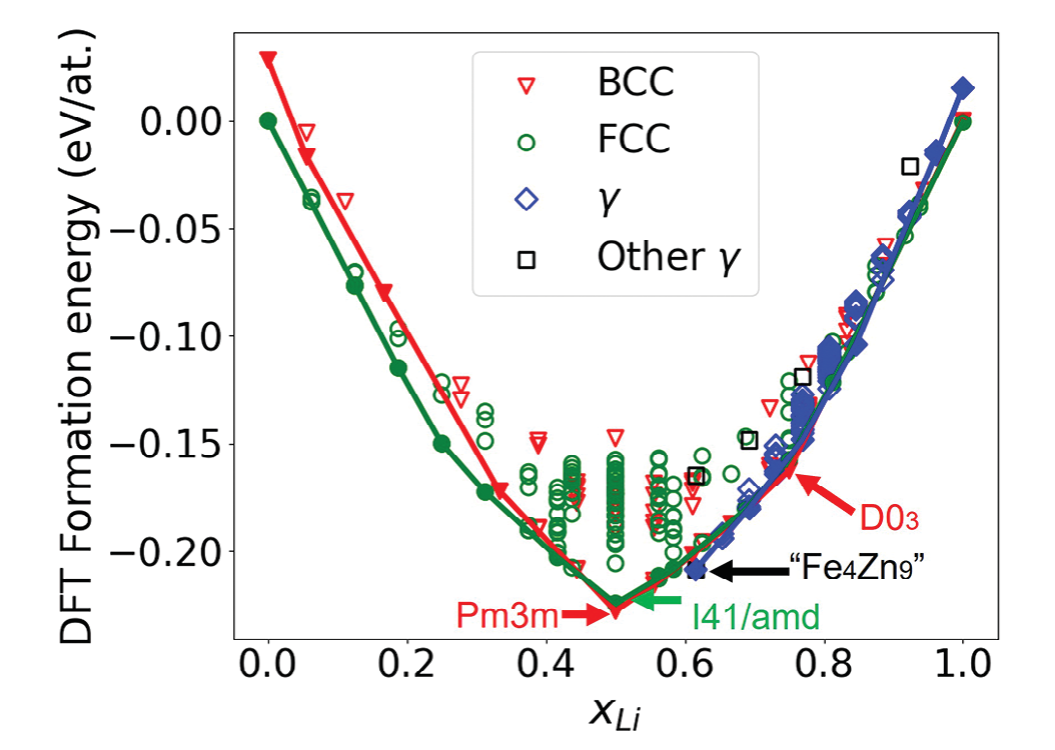 DFT Formation energy (eV/at.)
0.00
−0.05
−0.10
−0.15
−0.20
BCC
FCC
γ
Other γ
D03
“Fe4Zn9”
Pm3m
I41/amd
0.0 0.2 0.4 0.6 0.8 1.0
xLi